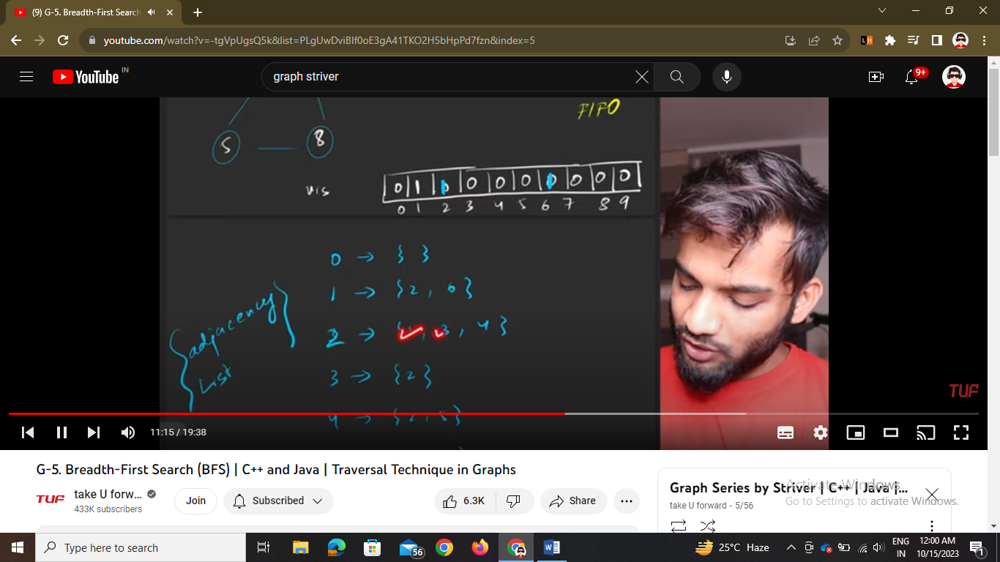 (9) G-5. Breadth-First Search
youtube.com/watch?v=-tgVpUgsQ5k&list=PLgUwDviBIf0oE3gA41TKO2H5bHpPd7fzn&index=5
YouTube IN
graph striver
9+
FIFO
5
8
vis
0 1 0 0 0 0 0 0 0
0 1 2 3 4 5 6 7 8 9
0 → { }
1 → {2, 6}
adjacency
list
2 → { , 3, 4}
3 → {2}
4 → {2, 5}
TUF
11:15 / 19:38
G-5. Breadth-First Search (BFS) | C++ and Java | Traversal Technique in Graphs
TUF
take U forw...
433K subscribers
Join
Subscribed
6.3K
Share
Graph Series by Striver | C++ | Java |...
take U forward - 5/56
Activate Windows
Go to Settings to activate Windows.
Type here to search
56
25°C Haze
ENG
IN
12:00 AM
10/15/2023
1